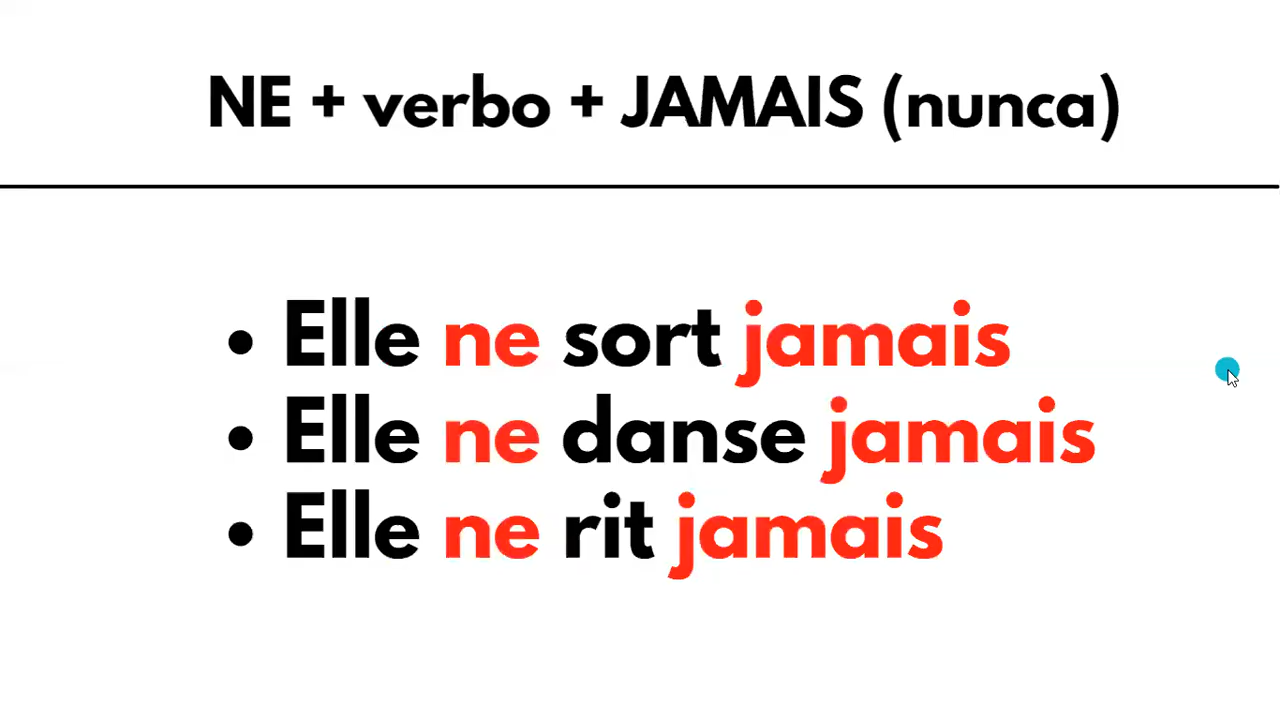 NE + verbo + JAMAIS (nunca)
• Elle ne sort jamais
• Elle ne danse jamais
• Elle ne rit jamais